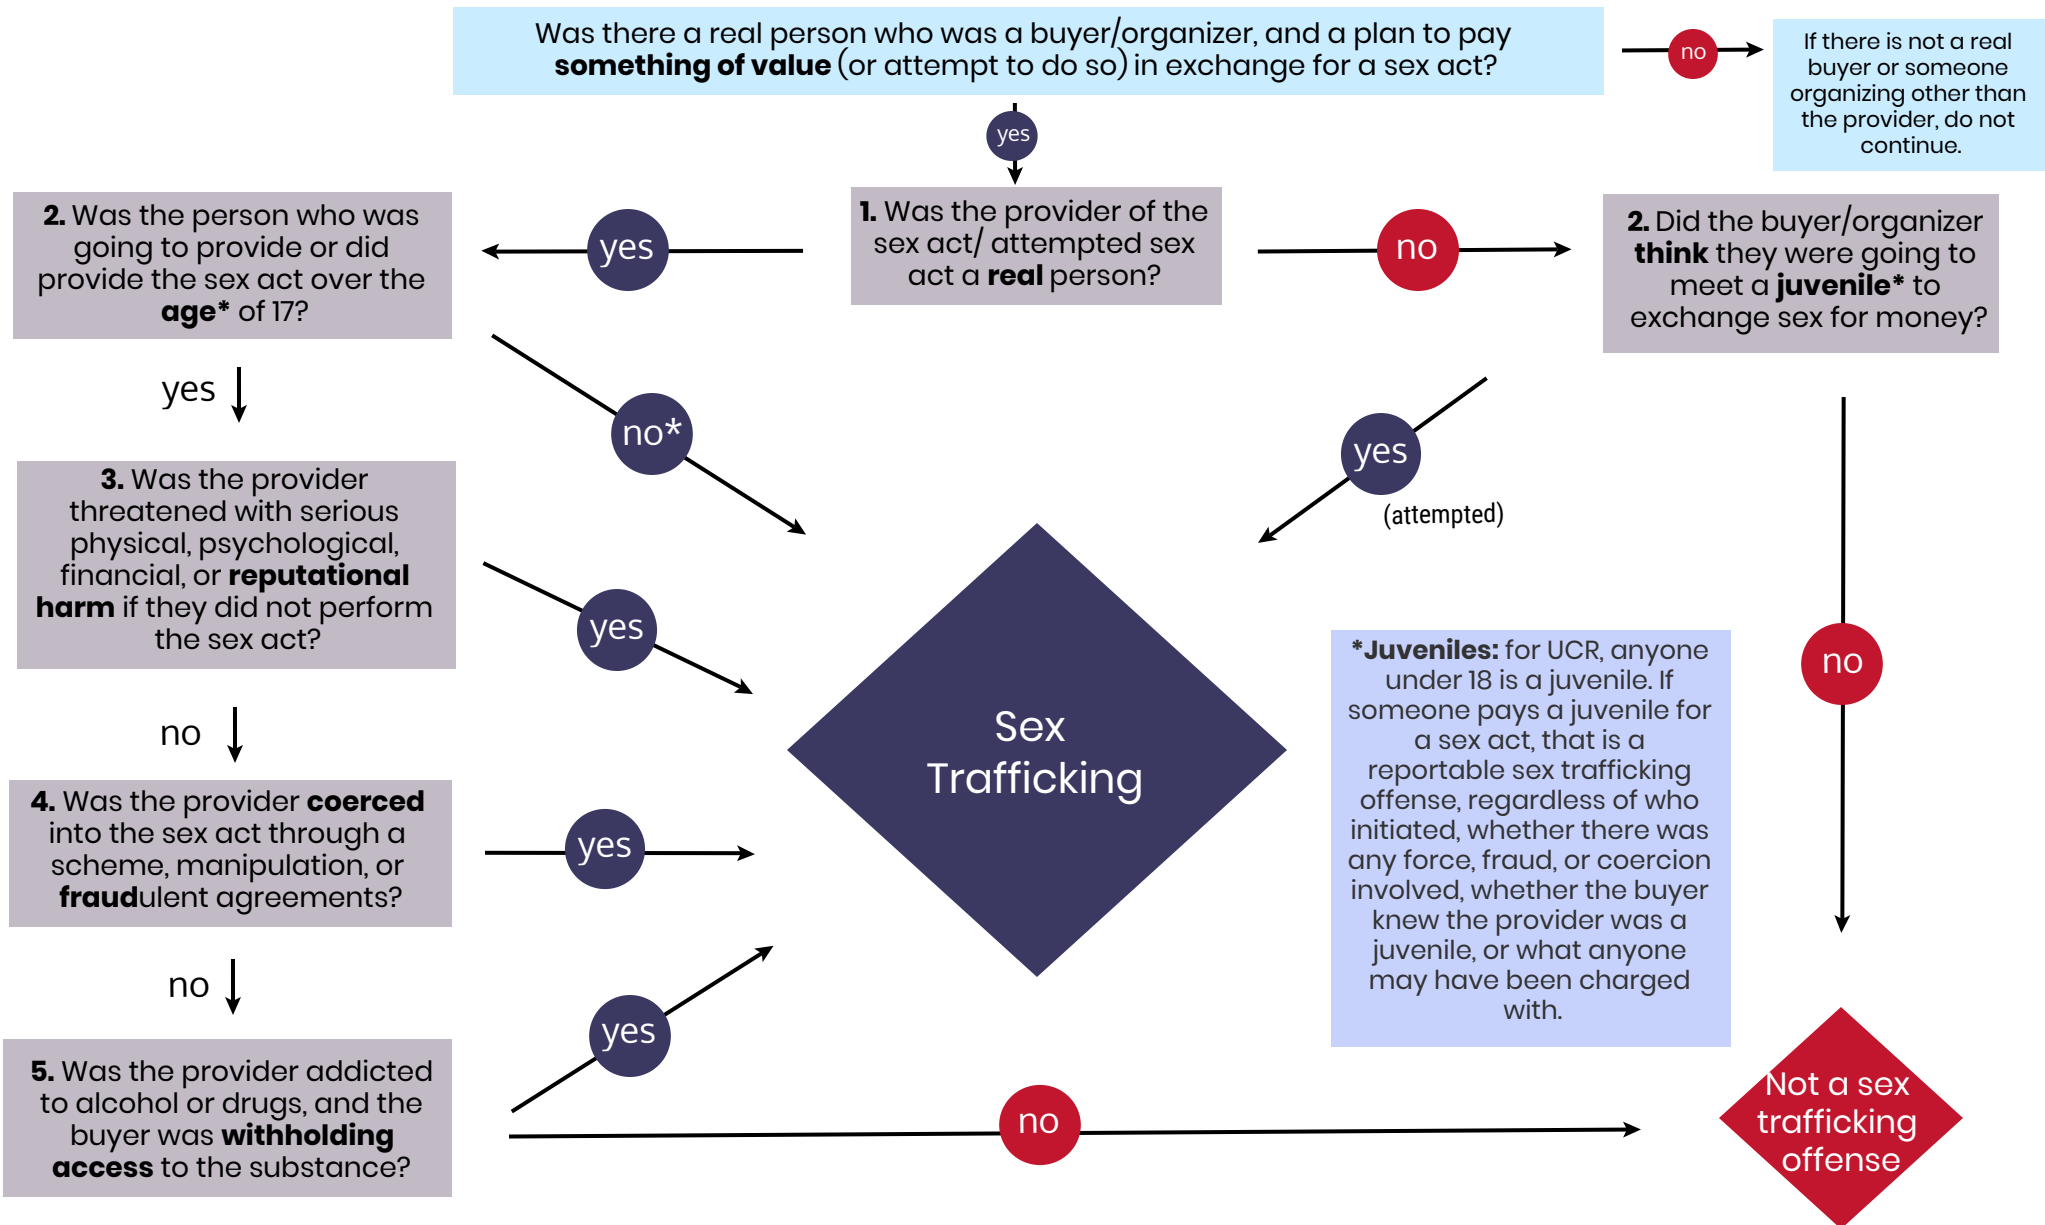 Was there a real person who was a buyer/organizer, and a plan to pay
something of value (or attempt to do so) in exchange for a sex act?
no
If there is not a real
buyer or someone
organizing other than
the provider, do not
continue.
yes
2. Was the person who was
going to provide or did
provide the sex act over the
age* of 17?
yes
1. Was the provider of the
sex act/ attempted sex
act a real person?
no
2. Did the buyer/organizer
think they were going to
meet a juvenile* to
exchange sex for money?
yes
no*
yes
(attempted)
3. Was the provider
threatened with serious
physical, psychological,
financial, or reputational
harm if they did not perform
the sex act?
yes
no
Sex
Trafficking
*Juveniles: for UCR, anyone
under 18 is a juvenile. If
someone pays a juvenile for
a sex act, that is a
reportable sex trafficking
offense, regardless of who
initiated, whether there was
any force, fraud, or coercion
involved, whether the buyer
knew the provider was a
juvenile, or what anyone
may have been charged
with.
no
4. Was the provider coerced
into the sex act through a
scheme, manipulation, or
fraudulent agreements?
yes
no
5. Was the provider addicted
to alcohol or drugs, and the
buyer was withholding
access to the substance?
yes
no
Not a sex
trafficking
offense